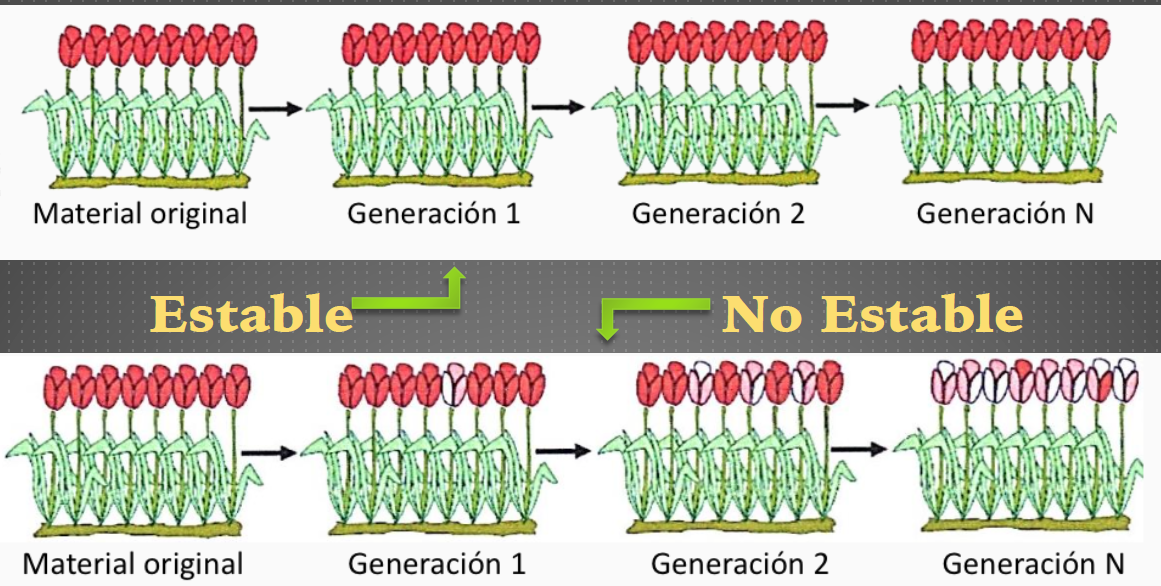 Material original
Generación 1
Generación 2
Generación N
Estable
No Estable
Material original
Generación 1
Generación 2
Generación N